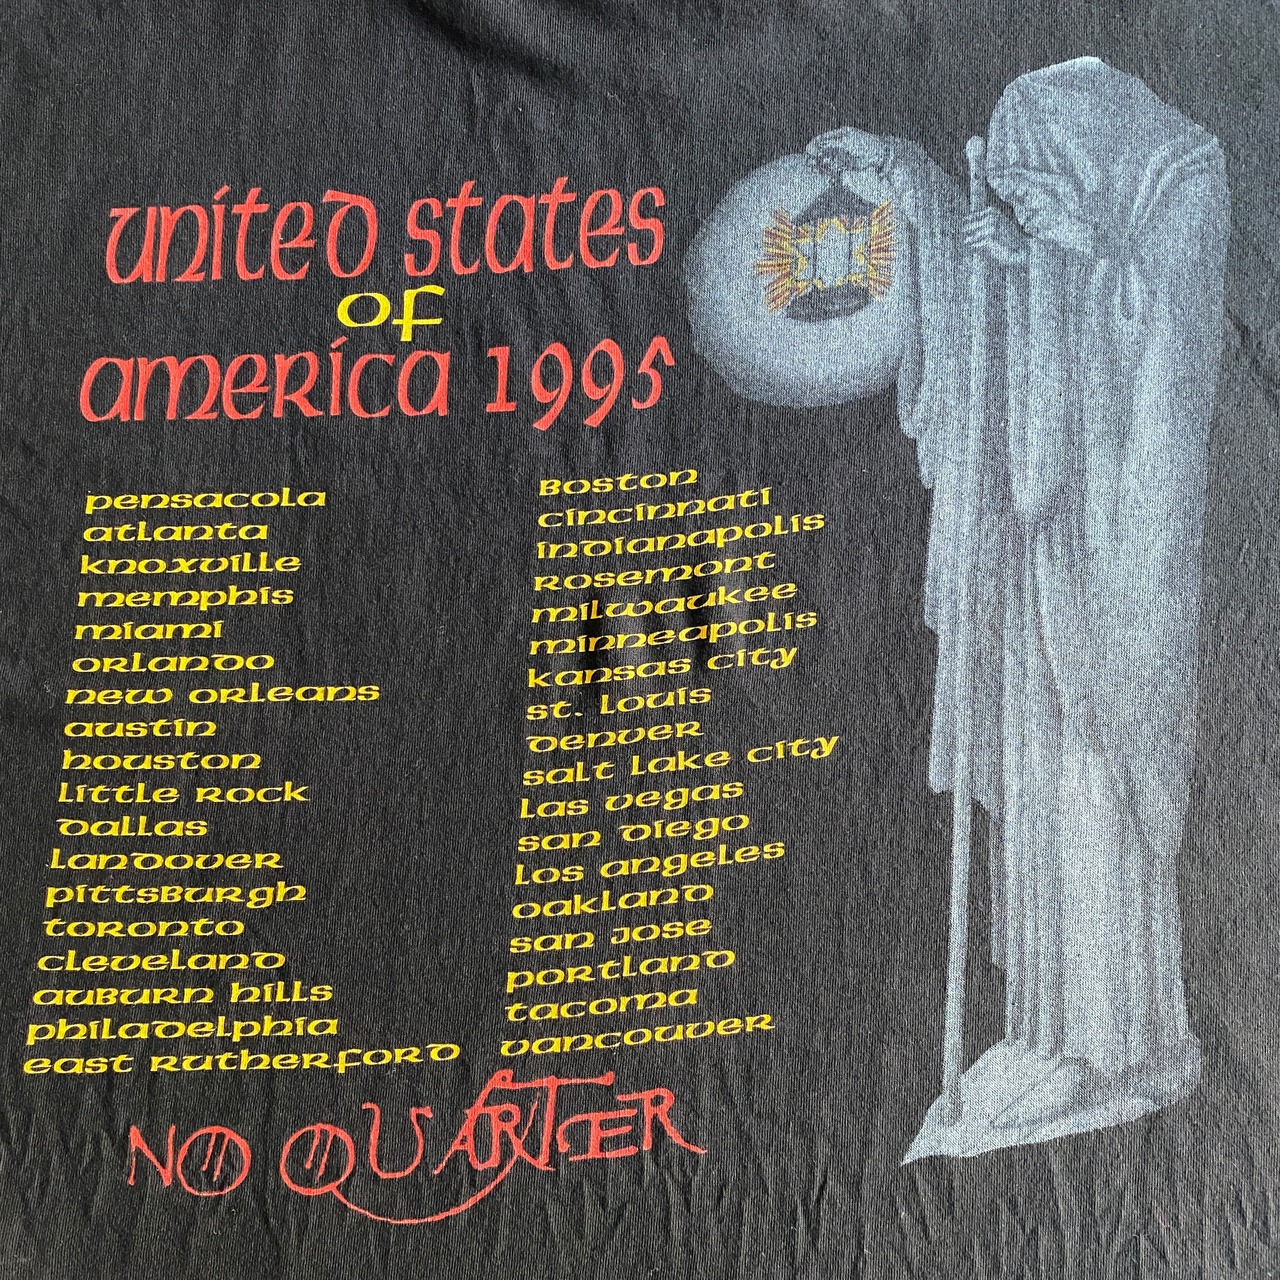 united states
of
america 1995
pensacola
atlanta
knoxville
memphis
miami
orlando
new orleans
austin
houston
little rock
dallas
landover
pittsburgh
toronto
cleveland
auburn hills
philadelphia
east rutherford
boston
cincinnati
indianapolis
rosemont
milwaukee
minneapolis
kansas city
st. louis
denver
salt lake city
las vegas
san diego
los angeles
oakland
san jose
portland
tacoma
vancouver
NO QUARTER